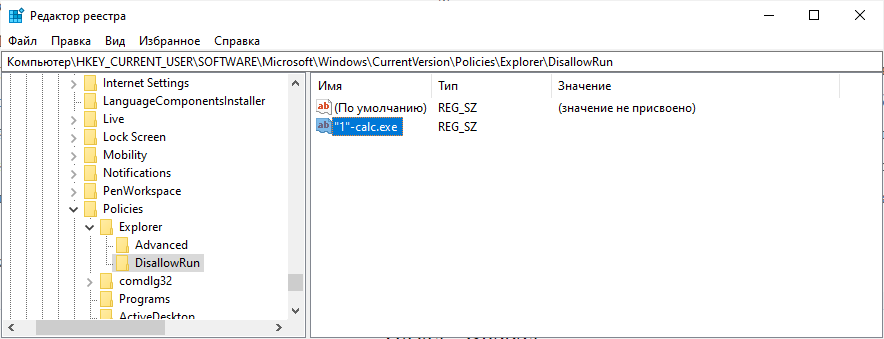 Редактор реестра
Файл Правка Вид Избранное Справка
Компьютер\HKEY_CURRENT_USER\SOFTWARE\Microsoft\Windows\CurrentVersion\Policies\Explorer\DisallowRun
Internet Settings
LanguageComponentsInstaller
Live
Lock Screen
Mobility
Notifications
PenWorkspace
Policies
Explorer
Advanced
DisallowRun
comdlg32
Programs
ActiveDesktop
Имя Тип Значение
(По умолчанию) REG_SZ (значение не присвоено)
"1"-calc.exe REG_SZ